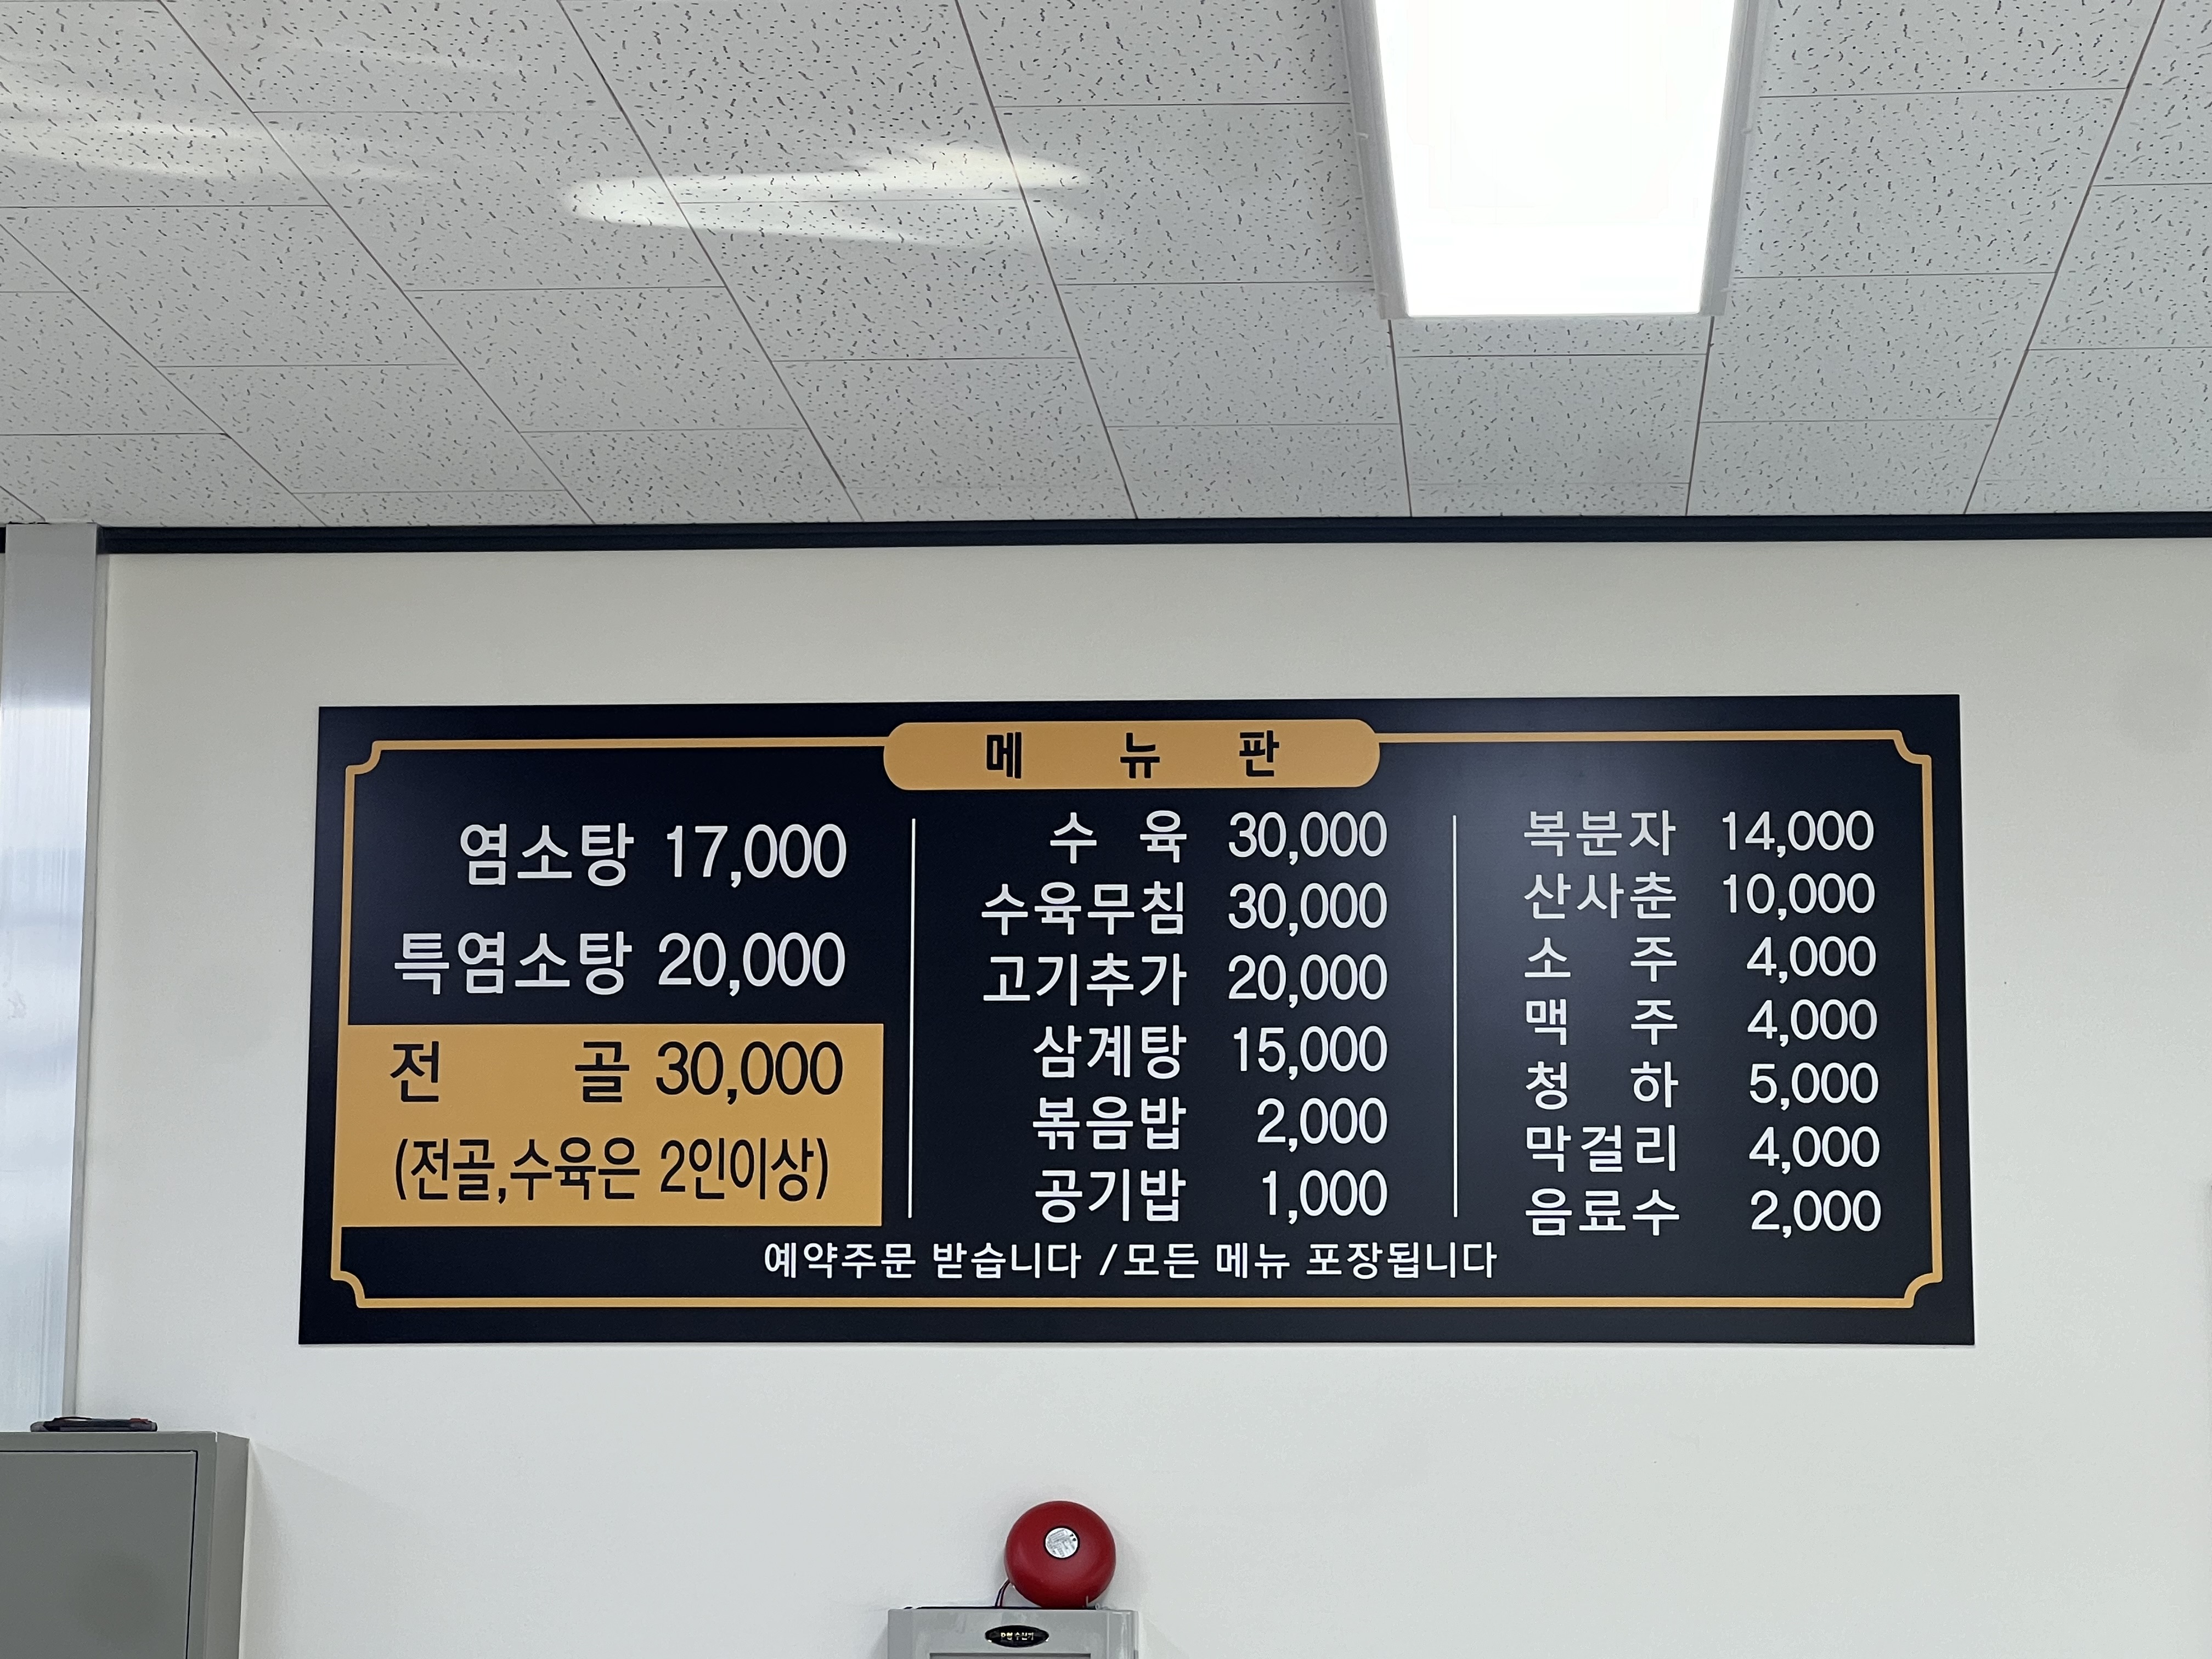 메 뉴 판
염소탕 17,000
특염소탕 20,000
전 골 30,000
(전골,수육은 2인이상)
수 육 30,000
수육무침 30,000
고기추가 20,000
삼계탕 15,000
볶음밥 2,000
공기밥 1,000
복분자 14,000
산사춘 10,000
소 주 4,000
맥 주 4,000
청 하 5,000
막걸리 4,000
음료수 2,000
예약주문 받습니다 /모든 메뉴 포장됩니다